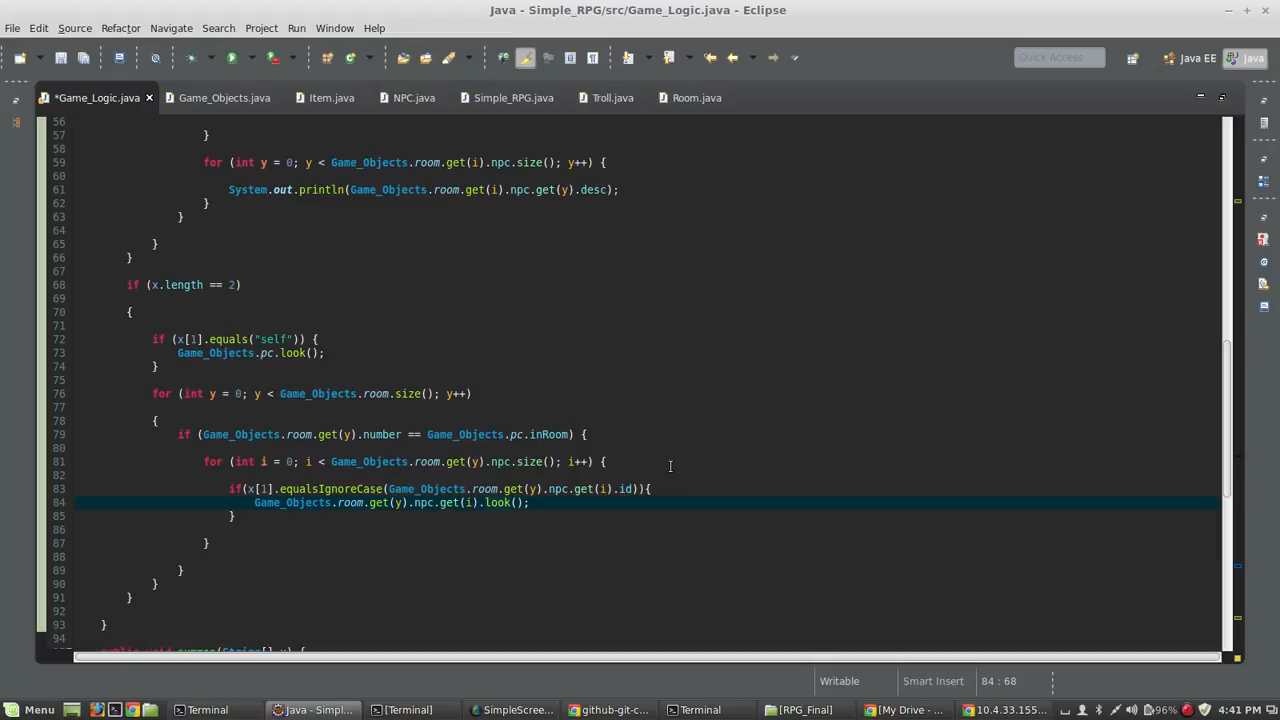 Java - Simple_RPG/src/Game_Logic.java - Eclipse
File Edit Source Refactor Navigate Search Project Run Window Help
Quick Access Java EE Java
*Game_Logic.java Game_Objects.java Item.java NPC.java Simple_RPG.java Troll.java Room.java
56
57 }
58
59 for (int y = 0; y < Game_Objects.room.get(i).npc.size(); y++) {
60
61 System.out.println(Game_Objects.room.get(i).npc.get(y).desc);
62 }
63 }
64
65 }
66 }
67
68 if (x.length == 2)
69
70 {
71
72 if (x[1].equals("self")) {
73 Game_Objects.pc.look();
74 }
75
76 for (int y = 0; y < Game_Objects.room.size(); y++)
77
78 {
79 if (Game_Objects.room.get(y).number == Game_Objects.pc.inRoom) {
80
81 for (int i = 0; i < Game_Objects.room.get(y).npc.size(); i++) {
82
83 if(x[1].equalsIgnoreCase(Game_Objects.room.get(y).npc.get(i).id)){
84 Game_Objects.room.get(y).npc.get(i).look();
85 }
86
87 }
88
89 }
90 }
91 }
92
93 }
94
public void summon(String[] x) {
Writable Smart Insert 84 : 68
Menu Terminal Java - Simpl... [Terminal] SimpleScree... github-git-c... Terminal [RPG_Final] [My Drive - ... 10.4.33.155... 96% 4:41 PM